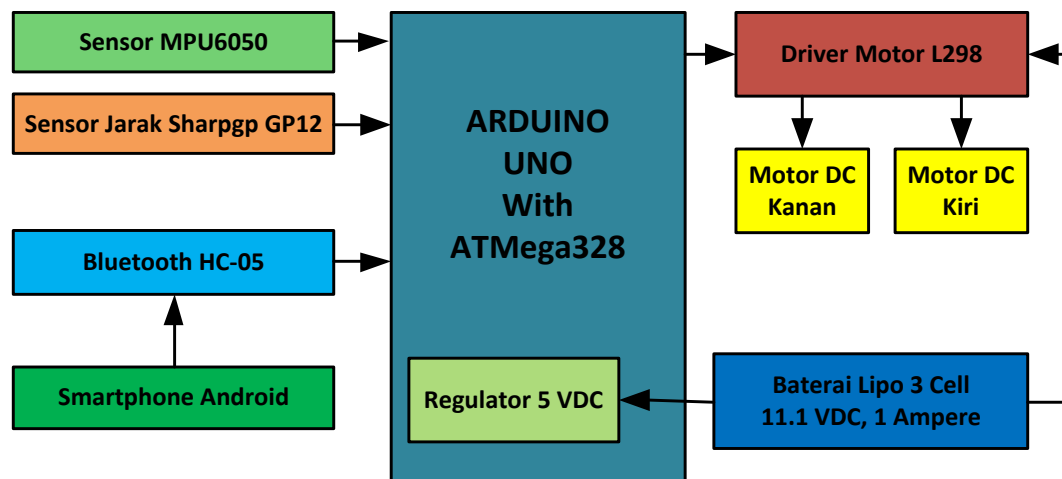 Sensor MPU6050
Sensor Jarak Sharpgp GP12
Bluetooth HC-05
Smartphone Android
ARDUINO
UNO
With
ATMega328
Regulator 5 VDC
Driver Motor L298
Motor DC
Kanan
Motor DC
Kiri
Baterai Lipo 3 Cell
11.1 VDC, 1 Ampere